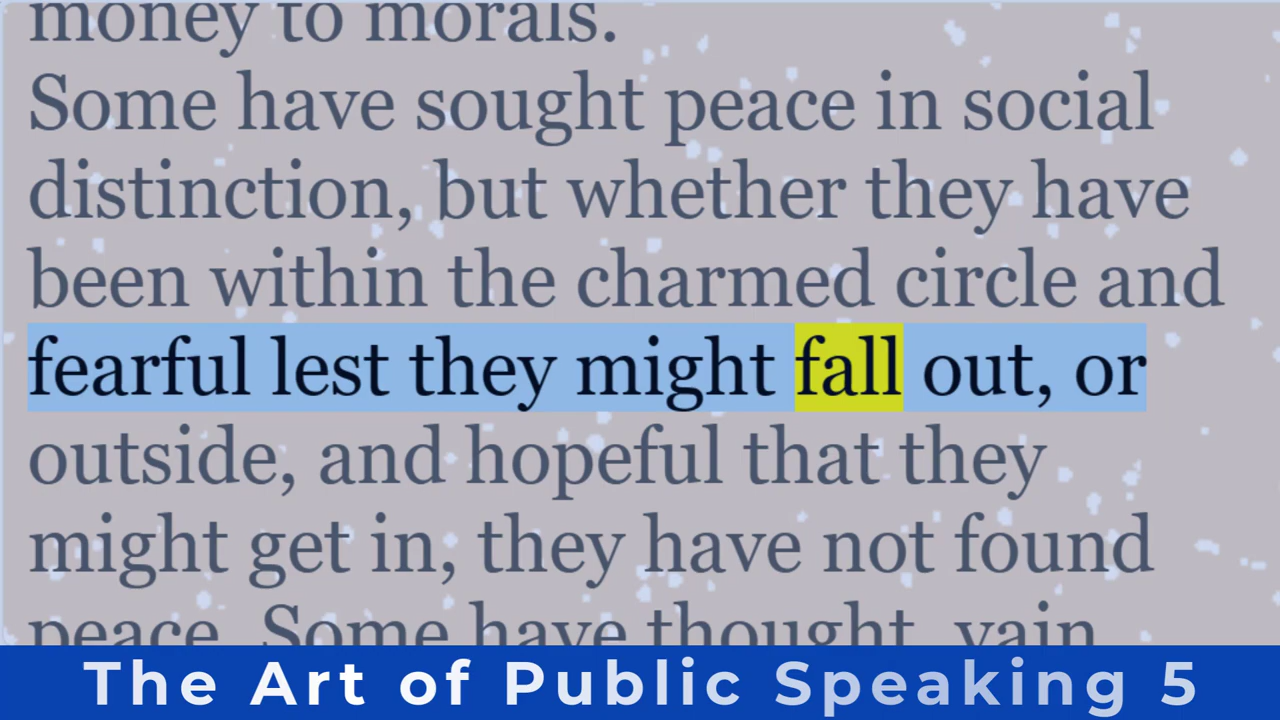 money to morals.
Some have sought peace in social
distinction, but whether they have
been within the charmed circle and
fearful lest they might fall out, or
outside, and hopeful that they
might get in, they have not found
peace. Some have thought, vain
The Art of Public Speaking 5